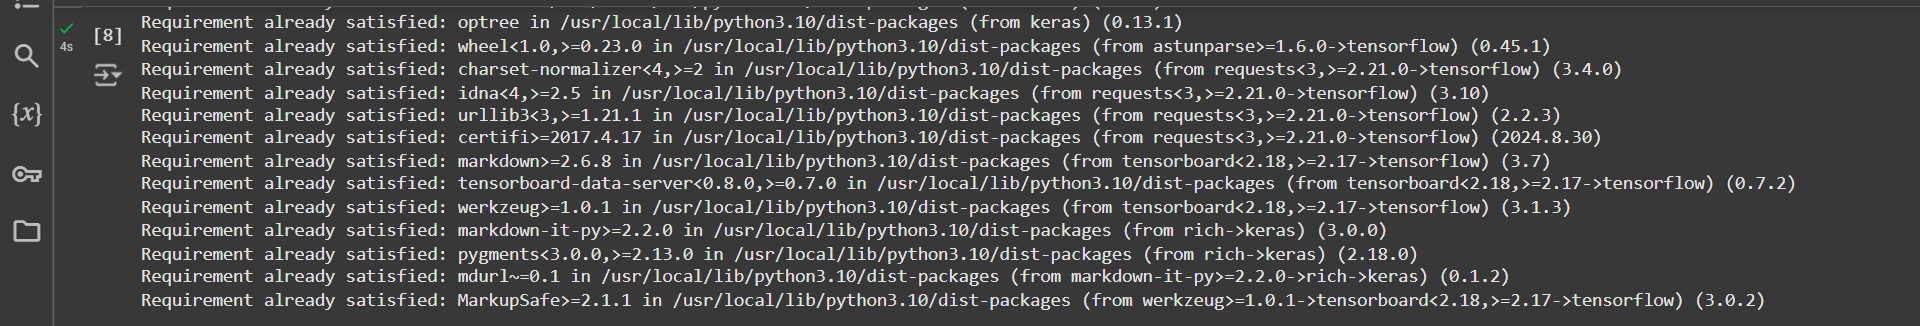 Requirement already satisfied: optree in /usr/local/lib/python3.10/dist-packages (from keras) (0.13.1)
[8]
4s
Requirement already satisfied: wheel<1.0,>=0.23.0 in /usr/local/lib/python3.10/dist-packages (from astunparse>=1.6.0->tensorflow) (0.45.1)
Requirement already satisfied: charset-normalizer<4,>=2 in /usr/local/lib/python3.10/dist-packages (from requests<3,>=2.21.0->tensorflow) (3.4.0)
Requirement already satisfied: idna<4,>=2.5 in /usr/local/lib/python3.10/dist-packages (from requests<3,>=2.21.0->tensorflow) (3.10)
{x}
Requirement already satisfied: urllib3<3,>=1.21.1 in /usr/local/lib/python3.10/dist-packages (from requests<3,>=2.21.0->tensorflow) (2.2.3)
Requirement already satisfied: certifi>=2017.4.17 in /usr/local/lib/python3.10/dist-packages (from requests<3,>=2.21.0->tensorflow) (2024.8.30)
Requirement already satisfied: markdown>=2.6.8 in /usr/local/lib/python3.10/dist-packages (from tensorboard<2.18,>=2.17->tensorflow) (3.7)
Requirement already satisfied: tensorboard-data-server<0.8.0,>=0.7.0 in /usr/local/lib/python3.10/dist-packages (from tensorboard<2.18,>=2.17->tensorflow) (0.7.2)
Requirement already satisfied: werkzeug>=1.0.1 in /usr/local/lib/python3.10/dist-packages (from tensorboard<2.18,>=2.17->tensorflow) (3.1.3)
Requirement already satisfied: markdown-it-py>=2.2.0 in /usr/local/lib/python3.10/dist-packages (from rich->keras) (3.0.0)
Requirement already satisfied: pygments<3.0.0,>=2.13.0 in /usr/local/lib/python3.10/dist-packages (from rich->keras) (2.18.0)
Requirement already satisfied: mdurl~=0.1 in /usr/local/lib/python3.10/dist-packages (from markdown-it-py>=2.2.0->rich->keras) (0.1.2)
Requirement already satisfied: MarkupSafe>=2.1.1 in /usr/local/lib/python3.10/dist-packages (from werkzeug>=1.0.1->tensorboard<2.18,>=2.17->tensorflow) (3.0.2)